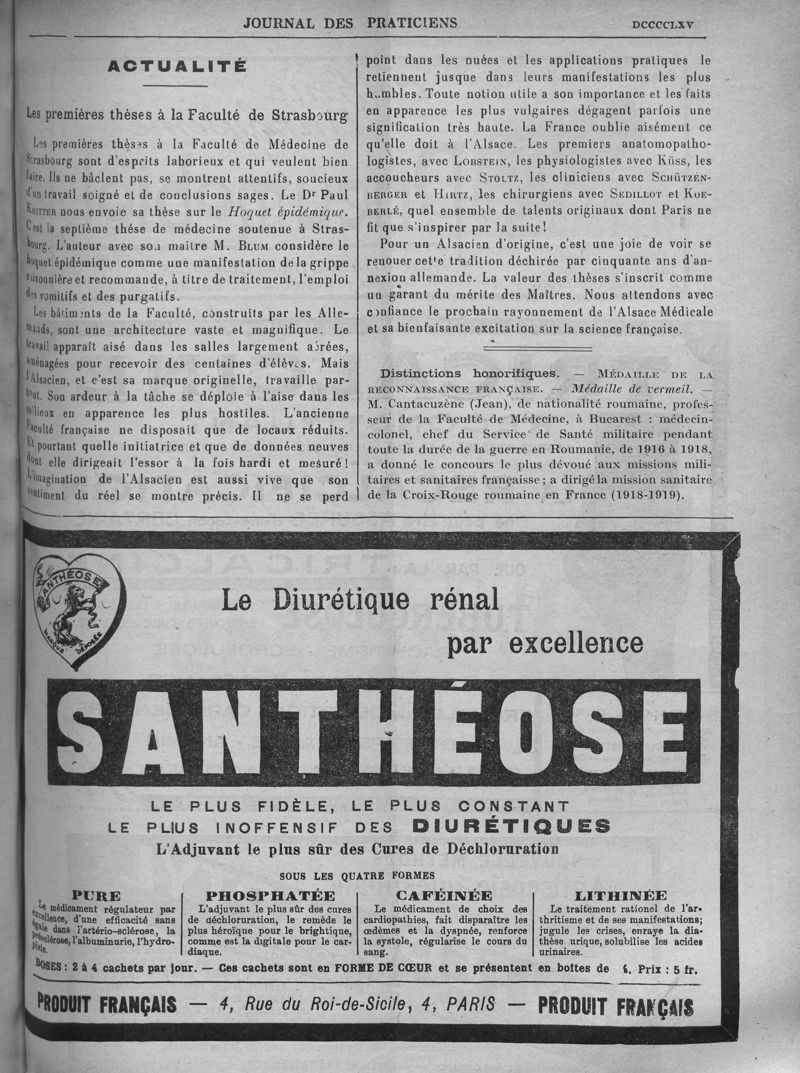 JOURNAL DES PRATICIENS
DCCCCLXV
ACTUALITÉ
Les premières thèses à la Faculté de Strasbourg
Les premières thèses à la Faculté de Médecine de
Strasbourg sont d'esprits laborieux et qui veulent bien
faire. Ils ne bâclent pas, se montrent attentifs, soucieux
d'un travail soigné et de conclusions sages. Le Dr Paul
KRITTER nous envoie sa thèse sur le Hoquet épidémique.
C'est la septième thése de médecine soutenue à Stras-
bourg. L'auteur avec son maitre M. BLUM considère le
hoquet épidémique comme une manifestation de la grippe
saisonnière et recommande, à titre de traitement, l'emploi
des vomitifs et des purgatifs.
Les bâtiments de la Faculté, construits par les Alle-
mands, sont une architecture vaste et magnifique. Le
travail apparaît aisé dans les salles largement aérées,
aménagées pour recevoir des centaines d'élèves. Mais
l'Alsacien, et c'est sa marque originelle, travaille par-
tout. Son ardeur à la tâche se déploie à l'aise dans les
milieux en apparence les plus hostiles. L'ancienne
Faculté française ne disposait que de locaux réduits.
Et pourtant quelle initiatrice et que de données neuves
dont elle dirigeait l'essor à la fois hardi et mesuré !
L'imagination de l'Alsacien est aussi vive que son
sentiment du réel se montre précis. Il ne se perd
point dans les nuées et les applications pratiques le
retiennent jusque dans leurs manifestations les plus
humbles. Toute notion utile a son importance et les faits
en apparence les plus vulgaires dégagent parfois une
signification très haute. La France oublie aisément ce
qu'elle doit à l'Alsace. Les premiers anatomopatho-
logistes, avec LOBSTEIN, les physiologistes avec KÜSS, les
accoucheurs avec STOLTZ, les cliniciens avec SCHÜTZEN-
BERGER et HIRTZ, les chirurgiens avec SEDILLOT et KOE-
BERLÉ, quel ensemble de talents originaux dont Paris ne
fit que s'inspirer par la suite !
Pour un Alsacien d'origine, c'est une joie de voir se
renouer cette tradition déchirée par cinquante ans d'an-
nexion allemande. La valeur des thèses s'inscrit comme
un garant du mérite des Maîtres. Nous attendons avec
confiance le prochain rayonnement de l'Alsace Médicale
et sa bienfaisante excitation sur la science française.
Distinctions honorifiques. — MÉDAILLE DE LA
RECONNAISSANCE FRANÇAISE. — Médaille de vermeil. —
M. Cantacuzène (Jean), de nationalité roumaine, profes-
seur de la Faculté de Médecine, à Bucarest : médecin-
colonel, chef du Service de Santé militaire pendant
toute la durée de la guerre en Roumanie, de 1916 à 1918,
a donné le concours le plus dévoué aux missions mili-
taires et sanitaires françaisse ; a dirigé la mission sanitaire
de la Croix-Rouge roumaine en France (1918-1919).
SANTHÉOSE
MARQUE DÉPOSÉE
Le Diurétique rénal
par excellence
SANTHÉOSE
LE PLUS FIDÈLE, LE PLUS CONSTANT
LE PLIUS INOFFENSIF DES DIURÉTIQUES
L'Adjuvant le plus sûr des Cures de Déchloruration
SOUS LES QUATRE FORMES
PURE
Le médicament régulateur par
excellence, d'une efficacité sans
égale dans l'artério-sclérose, la
présclérose, l'albuminurie, l'hydro-
pisie.
PHOSPHATÉE
L'adjuvant le plus sûr des cures
de déchloruration, le remède le
plus héroïque pour le brightique,
comme est la digitale pour le car-
diaque.
CAFÉINÉE
Le médicament de choix des
cardiopathies, fait disparaître les
œdèmes et la dyspnée, renforce
la systole, régularise le cours du
sang.
LITHINÉE
Le traitement rationel de l'ar-
thritisme et de ses manifestations;
jugule les crises, enraye la dia-
thèse urique, solubilise les acides
urinaires.
DOSES : 2 à 4 cachets par jour. — Ces cachets sont en FORME DE CŒUR et se présentent en boîtes de Prix : 5 fr.
PRODUIT FRANÇAIS — 4, Rue du Roi-de-Sicile, 4, PARIS — PRODUIT FRANÇAIS